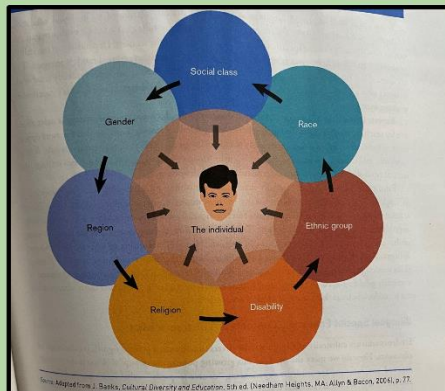 Social class
Gender
Race
Region
The individual
Ethnic group
Religion
Disability
Source: Adapted from J. Banks, Cultural Diversity and Education, 5th ed. (Needham Heights, MA: Allyn & Bacon, 2006), p. 77.